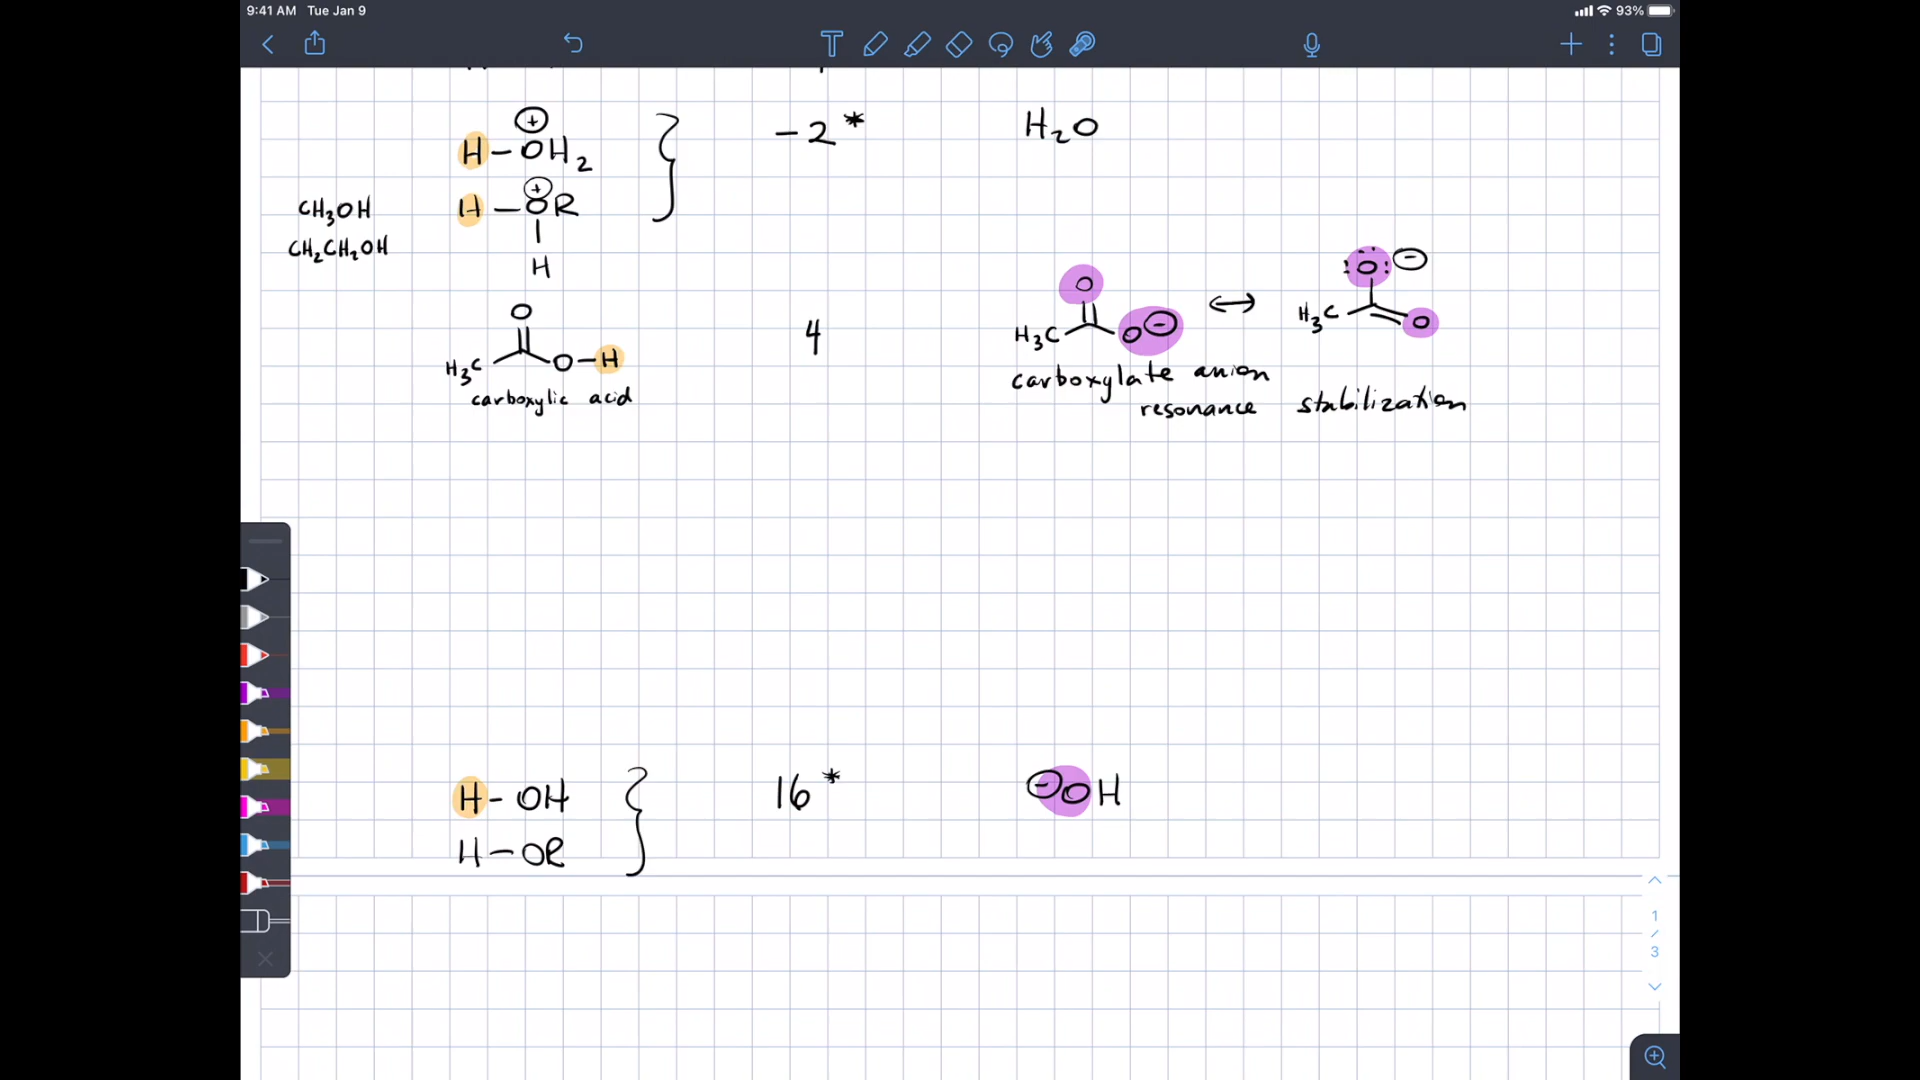 9:41 AM Tue Jan 9
93%
⊕
H-OH₂
-2*
H₂O
⊕
H-OR
H
CH₃OH
CH₂CH₂OH
O
H₃C O-H
carboxylic acid
4
O
H₃C O⊖
↔
:Ö: ⊖
H₃C O
carboxylate anion
resonance stabilization
H-OH
16*
⊖OH
H-OR
1
/
3